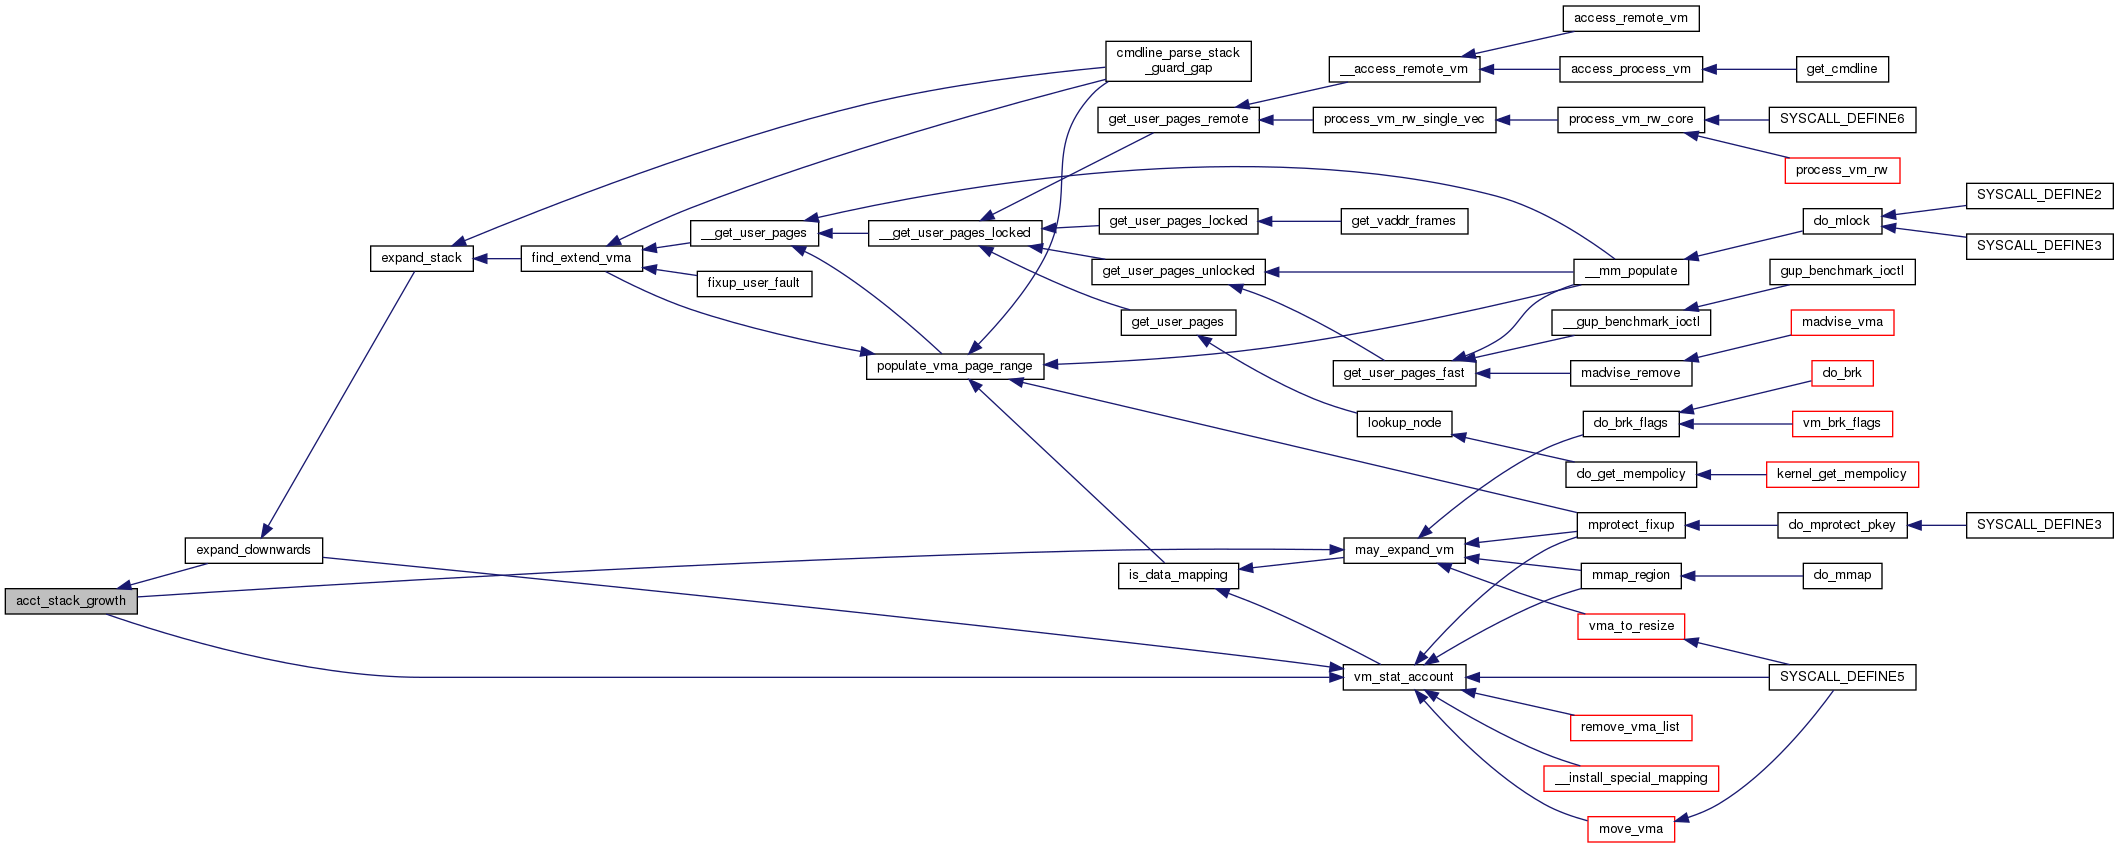 access_remote_vm
cmdline_parse_stack
_guard_gap
__access_remote_vm
access_process_vm
get_cmdline
get_user_pages_remote
process_vm_rw_single_vec
process_vm_rw_core
SYSCALL_DEFINE6
process_vm_rw
SYSCALL_DEFINE2
get_user_pages_locked
get_vaddr_frames
do_mlock
__get_user_pages
__get_user_pages_locked
SYSCALL_DEFINE3
expand_stack
find_extend_vma
get_user_pages_unlocked
__mm_populate
gup_benchmark_ioctl
fixup_user_fault
get_user_pages
__gup_benchmark_ioctl
madvise_vma
populate_vma_page_range
get_user_pages_fast
madvise_remove
do_brk
lookup_node
do_brk_flags
vm_brk_flags
do_get_mempolicy
kernel_get_mempolicy
mprotect_fixup
do_mprotect_pkey
SYSCALL_DEFINE3
expand_downwards
may_expand_vm
is_data_mapping
mmap_region
do_mmap
acct_stack_growth
vma_to_resize
vm_stat_account
SYSCALL_DEFINE5
remove_vma_list
__install_special_mapping
move_vma